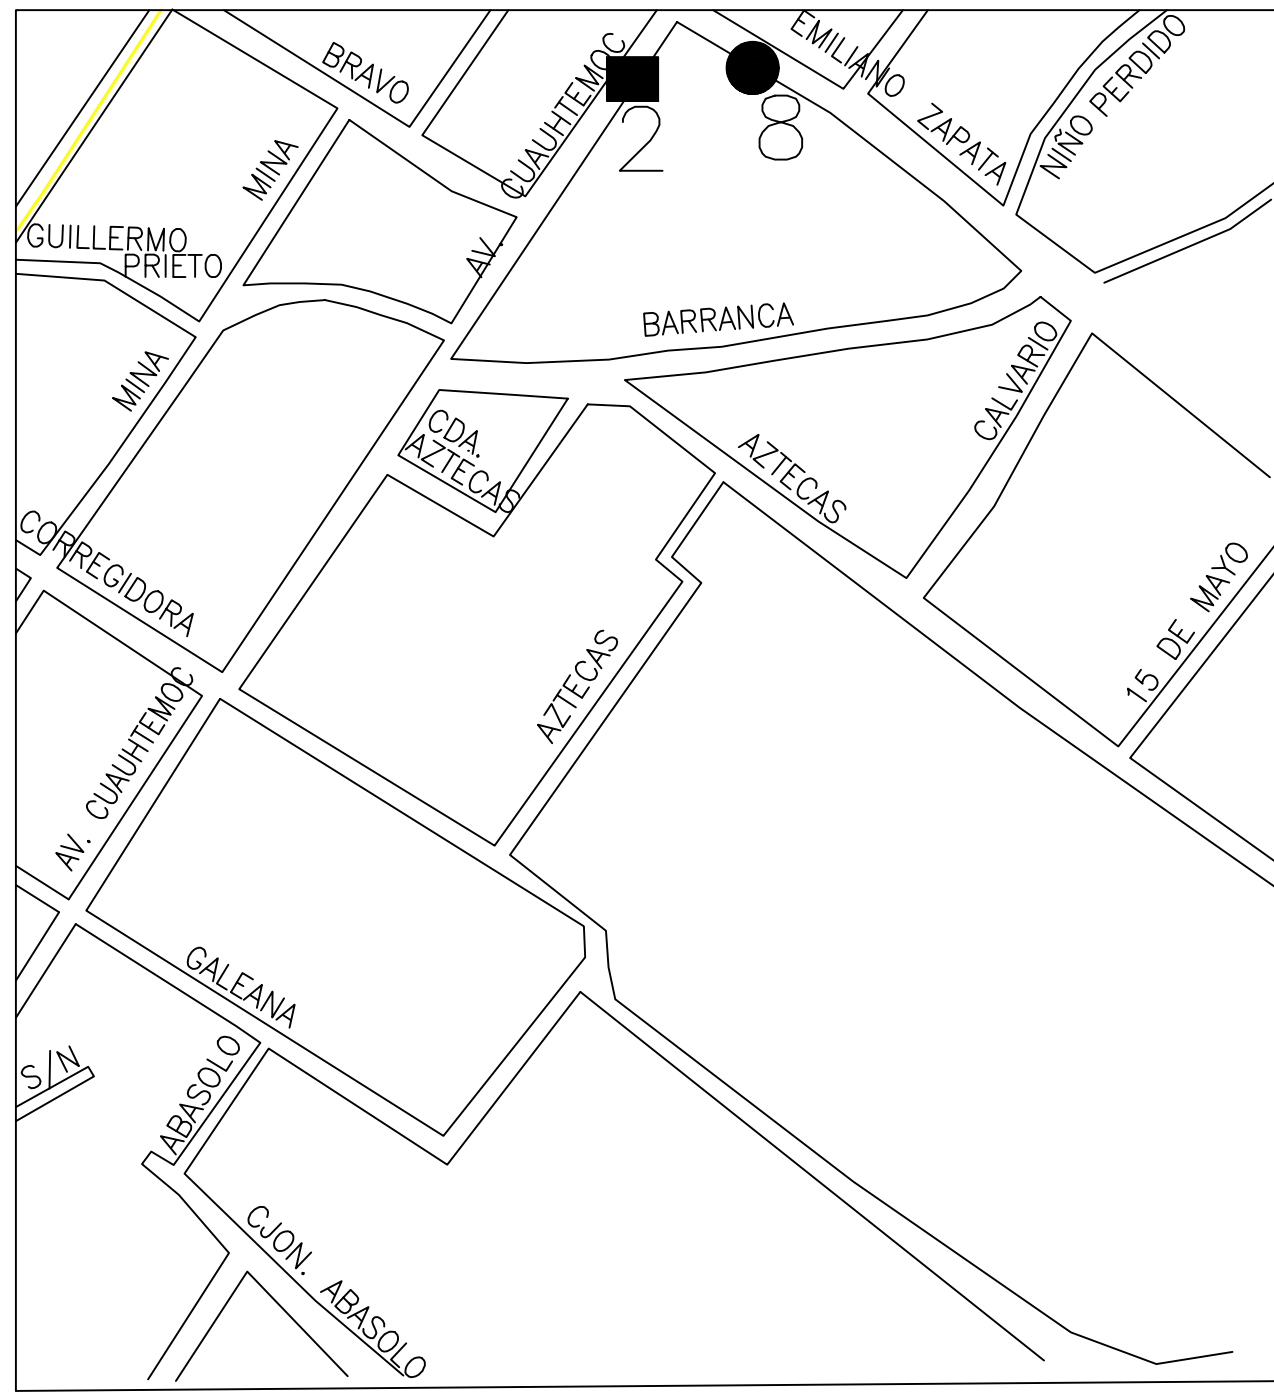 BRAVO
EMILIANO ZAPATA
NIÑO PERDIDO
AV. CUAUHTEMOC
2
8
MINA
GUILLERMO
PRIETO
BARRANCA
CALVARIO
MINA
CDA.
AZTECAS
AZTECAS
CORREGIDORA
15 DE MAYO
AZTECAS
AV. CUAUHTEMOC
GALEANA
ABASOLO
S/N
CJON. ABASOLO